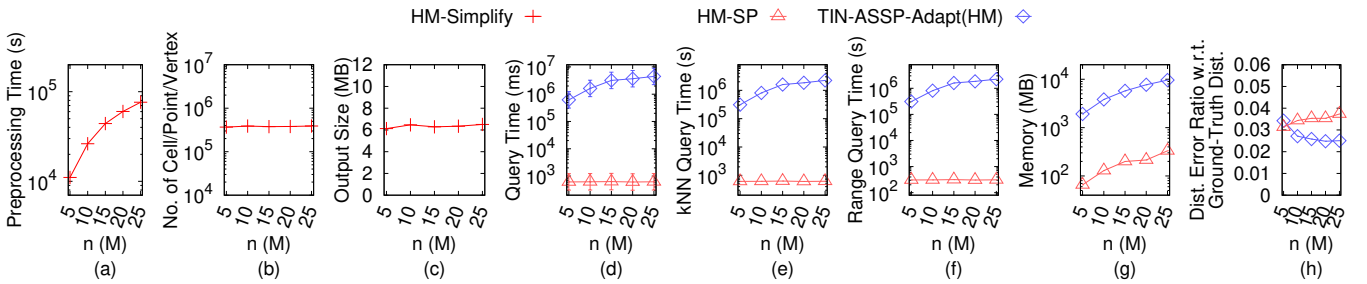 HM-Simplify HM-SP TIN-ASSP-Adapt(HM)
Preprocessing Time (s)
10^5
10^4
5 10 15 20 25
n (M)
(a)
No. of Cell/Point/Vertex
10^7
10^6
10^5
10^4
5 10 15 20 25
n (M)
(b)
Output Size (MB)
12
10
8
6
4
2
0
5 10 15 20 25
n (M)
(c)
Query Time (ms)
10^7
10^6
10^5
10^4
10^3
5 10 15 20 25
n (M)
(d)
kNN Query Time (s)
10^6
10^5
10^4
10^3
5 10 15 20 25
n (M)
(e)
Range Query Time (s)
10^6
10^5
10^4
10^3
10^2
5 10 15 20 25
n (M)
(f)
Memory (MB)
10^4
10^3
10^2
5 10 15 20 25
n (M)
(g)
Dist. Error Ratio w.r.t.
Ground-Truth Dist.
0.06
0.05
0.04
0.03
0.02
0.01
0
5 10 15 20 25
n (M)
(h)